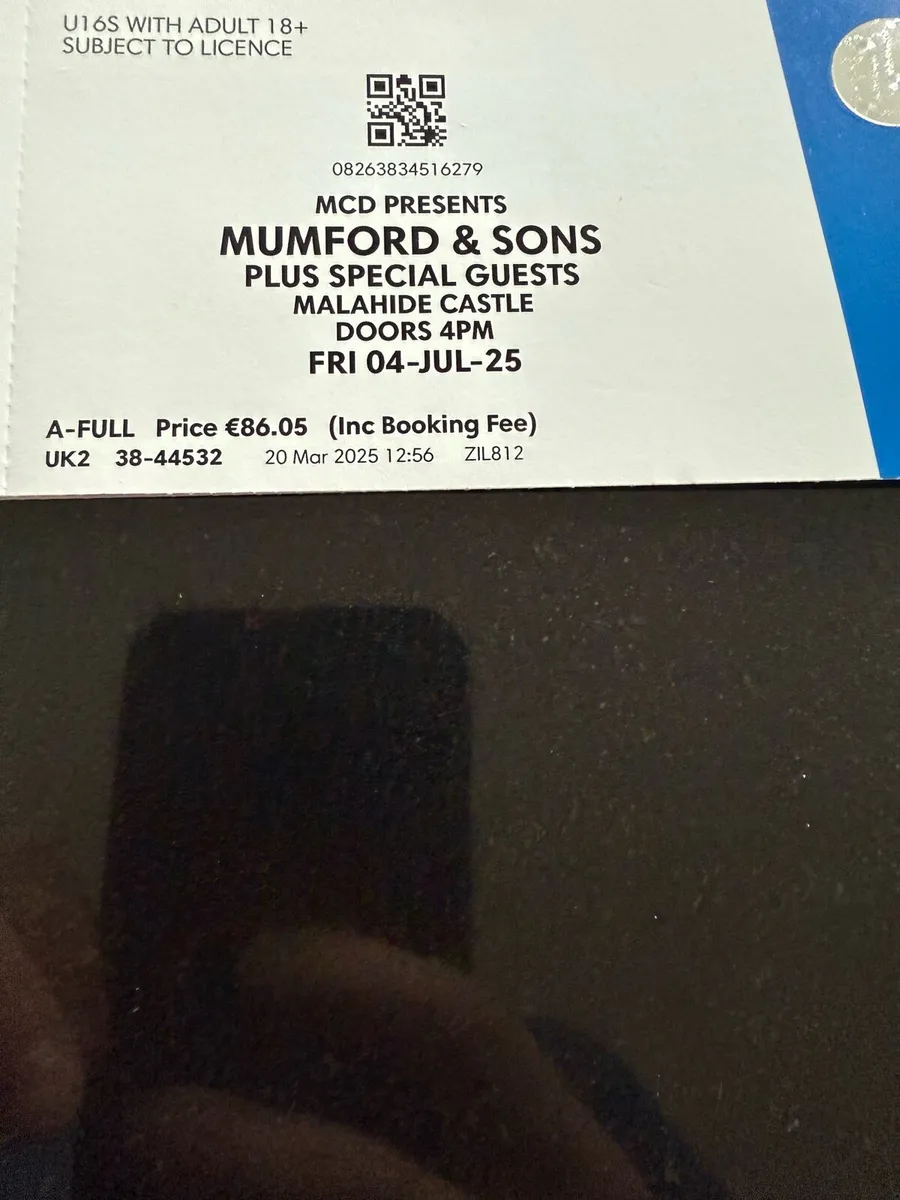 U16S WITH ADULT 18+
SUBJECT TO LICENCE
08263834516279
MCD PRESENTS
MUMFORD & SONS
PLUS SPECIAL GUESTS
MALAHIDE CASTLE
DOORS 4PM
FRI 04-JUL-25
A-FULL Price €86.05 (Inc Booking Fee)
UK2 38-44532 20 Mar 2025 12:56 ZIL812